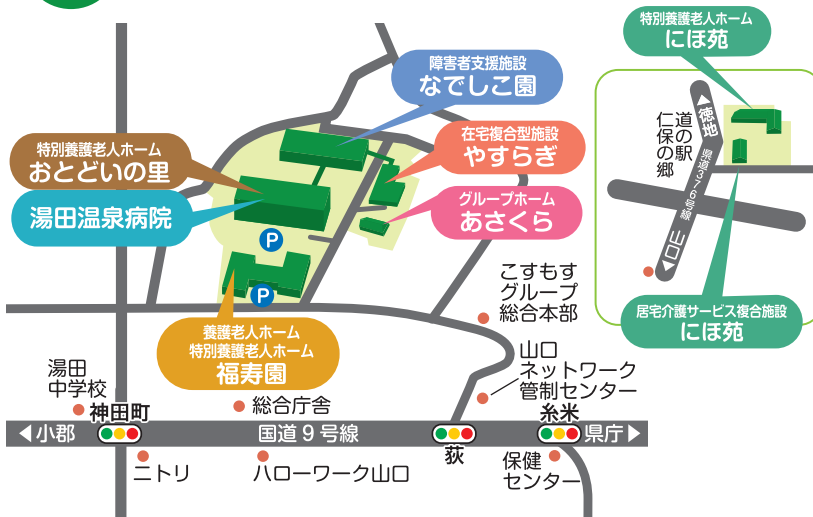 障害者支援施設
なでしこ園
特別養護老人ホーム
おとどいの里
湯田温泉病院
在宅複合型施設
やすらぎ
グループホーム
あさくら
P
P
養護老人ホーム
特別養護老人ホーム
福寿園
こすもす
グループ
総合本部
山口
ネットワーク
管制センター
湯田
中学校
神田町
総合庁舎
糸米
◀小郡
国道9号線
県庁▶
荻
ニトリ
ハローワーク山口
保健
センター
特別養護老人ホーム
にほ苑
▲徳地
県道376号線
山口▼
道の駅
仁保の郷
居宅介護サービス複合施設
にほ苑